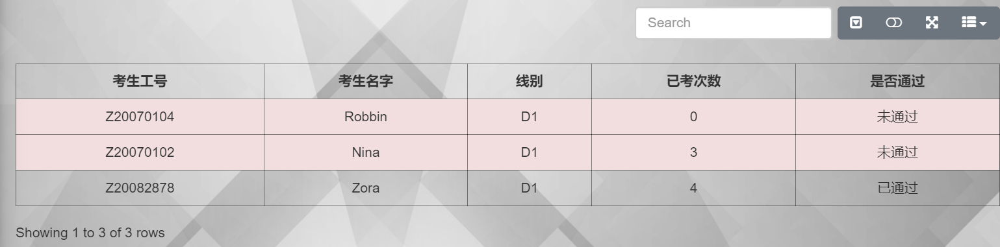 Search
考生工号 考生名字 线别 已考次数 是否通过
Z20070104 Robbin D1 0 未通过
Z20070102 Nina D1 3 未通过
Z20082878 Zora D1 4 已通过
Showing 1 to 3 of 3 rows